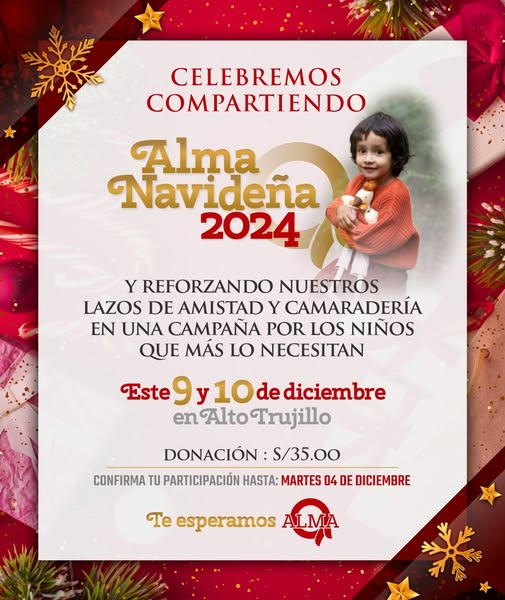 CELEBREMOS
COMPARTIENDO
Alma
Navideña
2024
Y REFORZANDO NUESTROS
LAZOS DE AMISTAD Y CAMARADERÍA
EN UNA CAMPAÑA POR LOS NIÑOS
QUE MÁS LO NECESITAN
Este 9 y 10 de diciembre
en Alto Trujillo
DONACIÓN : S/35.00
CONFIRMA TU PARTICIPACIÓN HASTA: MARTES 04 DE DICIEMBRE
Te esperamos ALMA